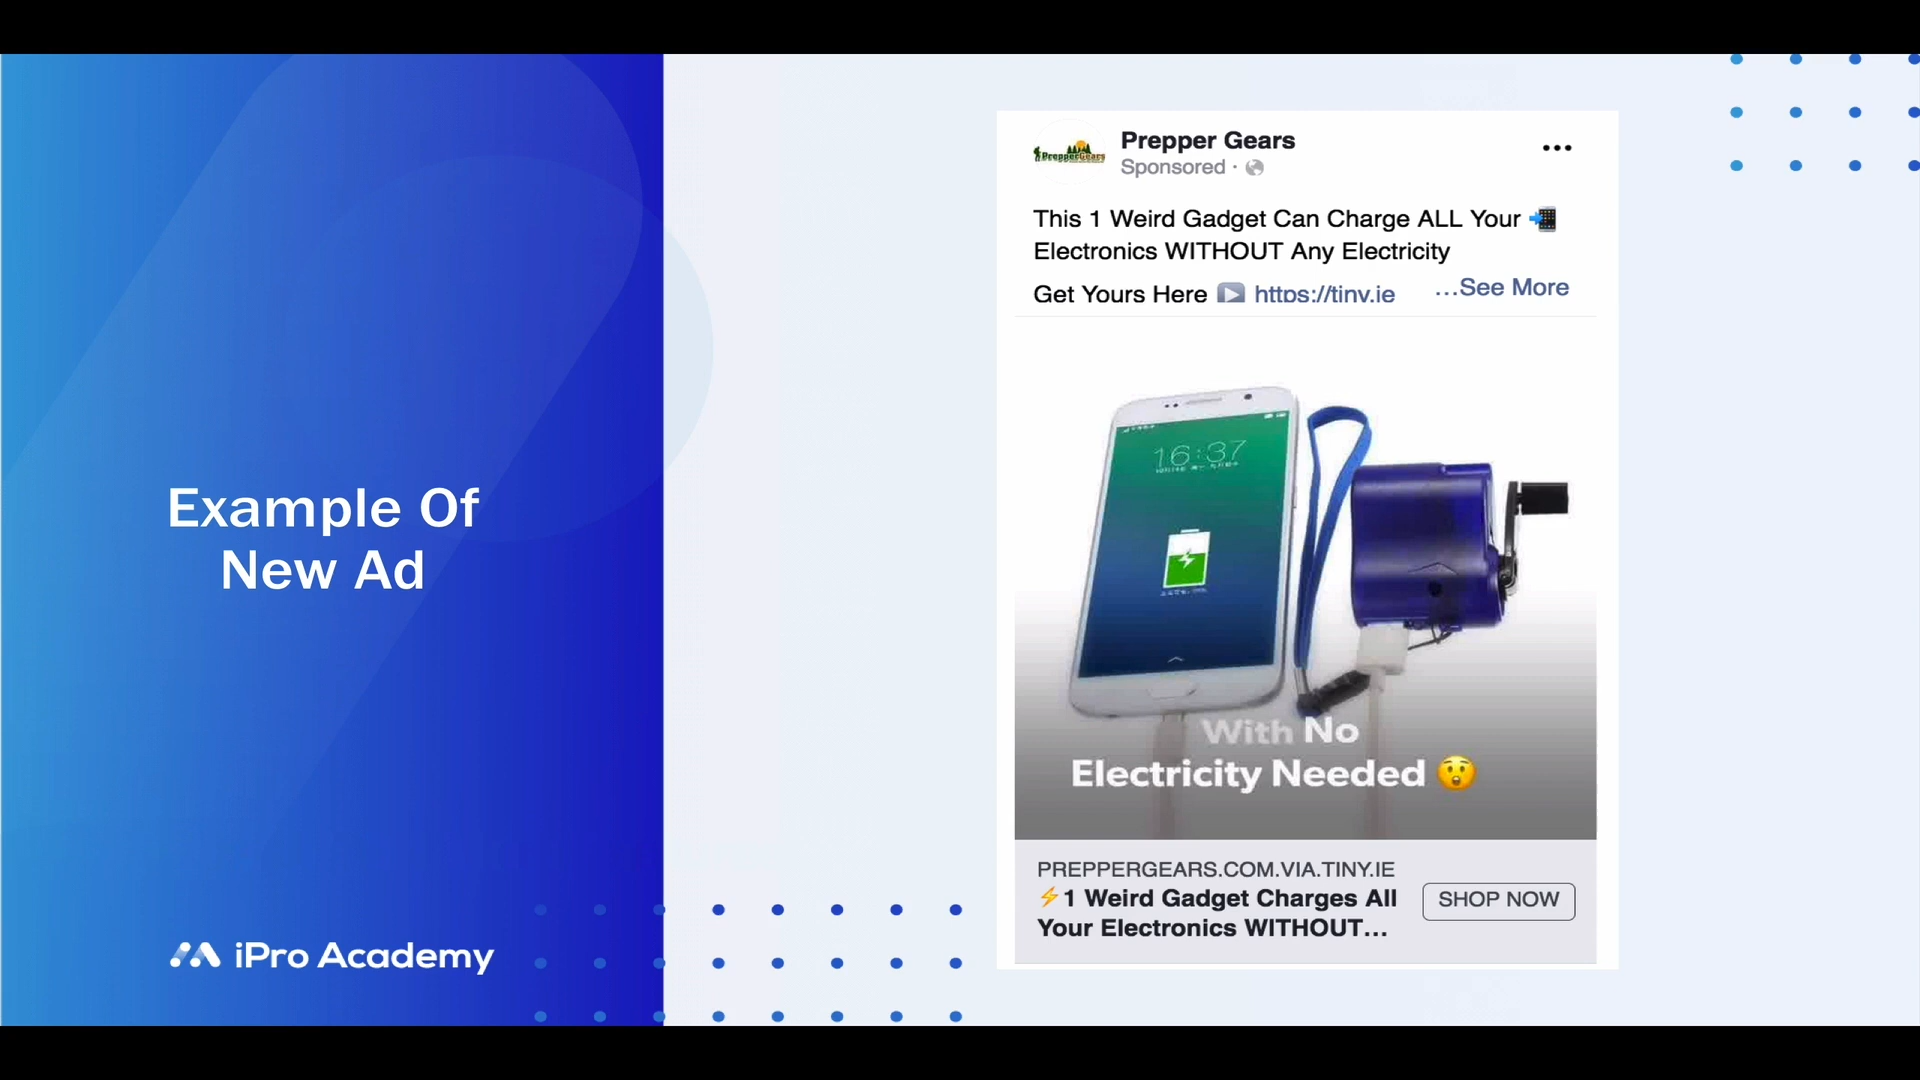 Example Of
New Ad
iPro Academy
PrepperGears
Prepper Gears
Sponsored ·
This 1 Weird Gadget Can Charge ALL Your 📲
Electronics WITHOUT Any Electricity
Get Yours Here ▶️ https://tiny.ie
...See More
16:37
With No
Electricity Needed 😲
PREPPERGEARS.COM.VIA.TINY.IE
⚡1 Weird Gadget Charges All
Your Electronics WITHOUT...
SHOP NOW